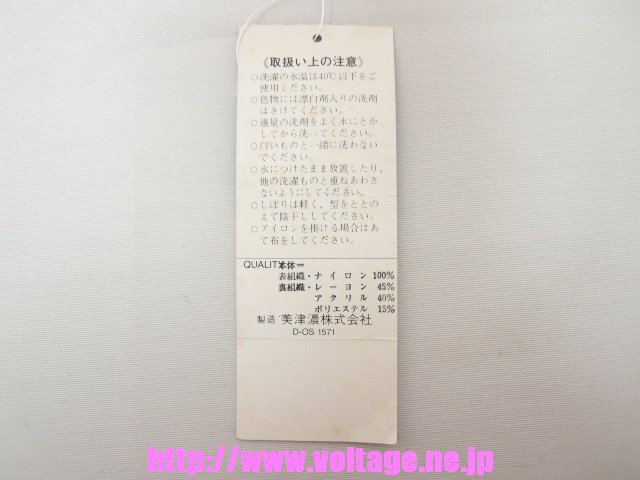 《取扱い上の注意》
○洗濯の水温は40℃以下をご
使用ください。
○色物には漂白剤入りの洗剤
はさけてください。
○適量の洗剤をよく水にとか
してから洗ってください。
○白いものと一緒に洗わない
でください。
○水につけたまま放置したり、
他の洗濯ものと重ねあわさ
ないようにしてください。
○しぼりは軽く、型をととの
えて陰干ししてください。
○アイロンを掛ける場合はあ
て布をしてください。
QUALITY 本体＝
表組織・ナイロン 100%
裏組織・レーヨン 45%
アクリル 40%
ポリエステル 15%
製造 美津濃株式会社
D-OS 1571
http://www.voltage.ne.jp